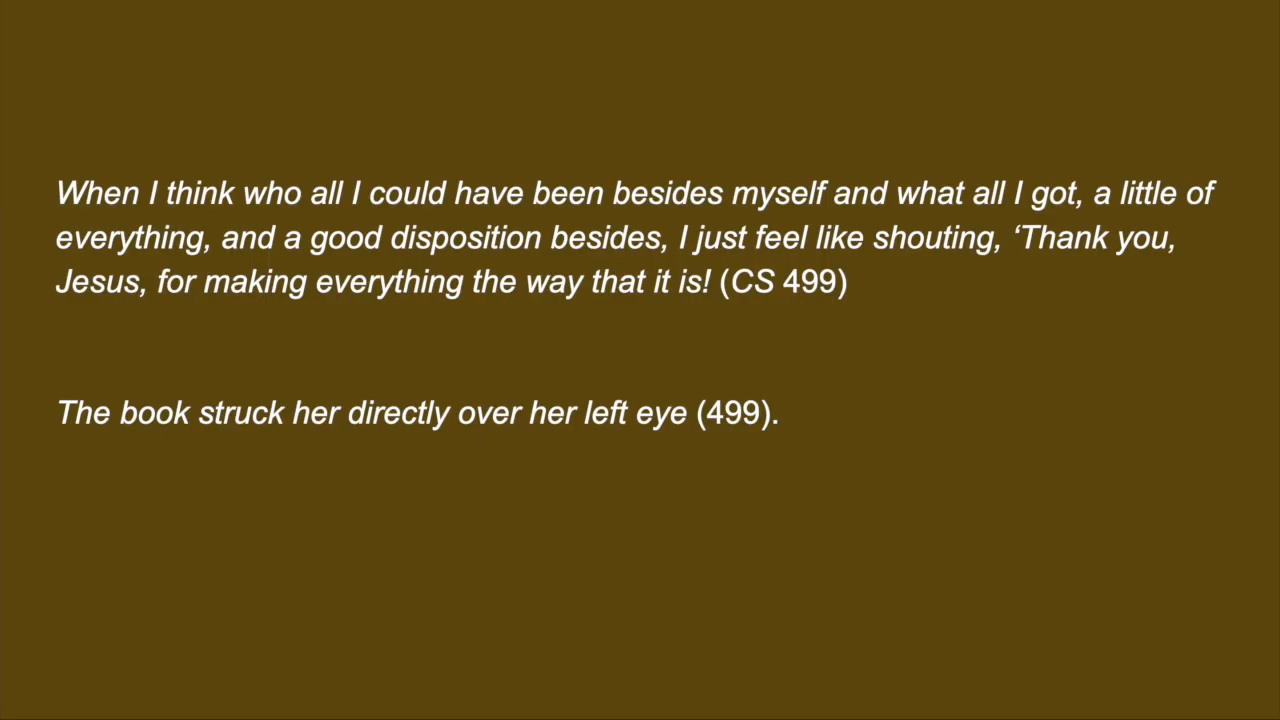 When I think who all I could have been besides myself and what all I got, a little of
everything, and a good disposition besides, I just feel like shouting, ‘Thank you,
Jesus, for making everything the way that it is! (CS 499)
The book struck her directly over her left eye (499).